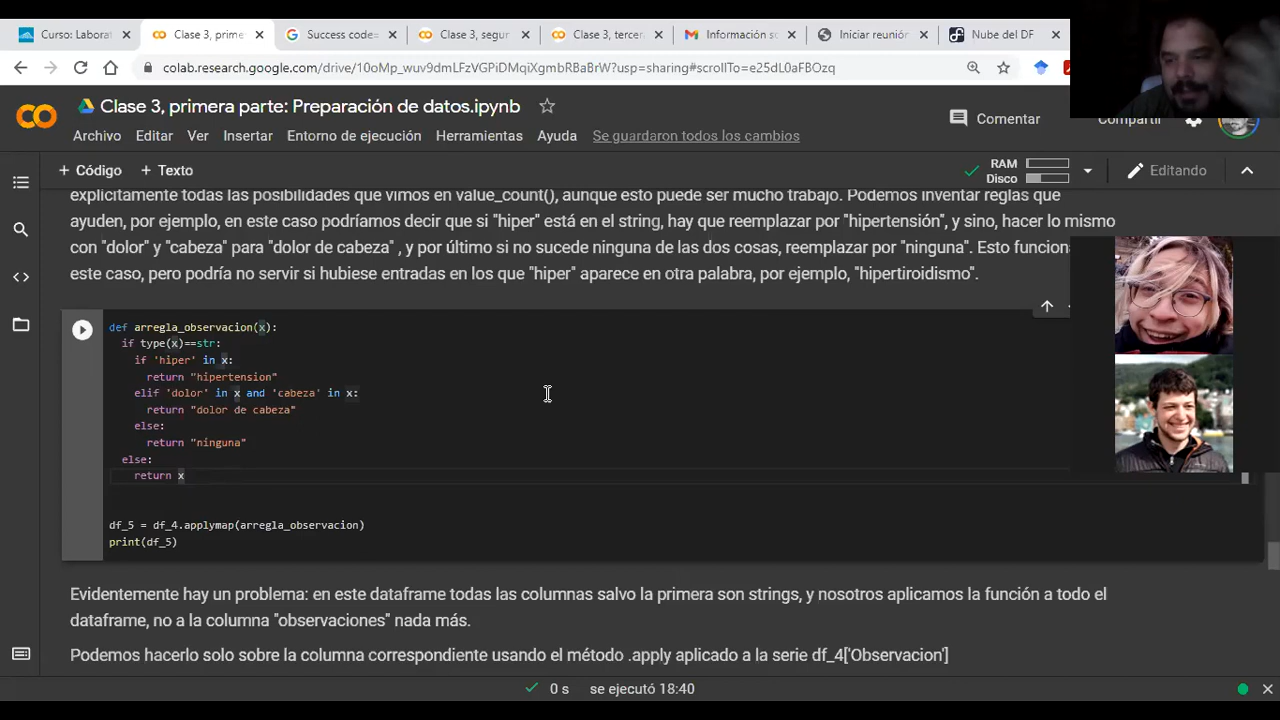 Curso: Laborat
Clase 3, prime
Success code=
Clase 3, segun
Clase 3, tercer
Información so
Iniciar reunión
Nube del DF
colab.research.google.com/drive/10oMp_wuv9dmLFzVGPiDMqiXgmbRBaBrW?usp=sharing#scrollTo=e25dL0aFBOzq
Clase 3, primera parte: Preparación de datos.ipynb
Comentar
Compartir
Archivo Editar Ver Insertar Entorno de ejecución Herramientas Ayuda Se guardaron todos los cambios
+ Código + Texto
RAM
Disco
Editando
explícitamente todas las posibilidades que vimos en value_count(), aunque esto puede ser mucho trabajo. Podemos inventar reglas que
ayuden, por ejemplo, en este caso podríamos decir que si "hiper" está en el string, hay que reemplazar por "hipertensión", y sino, hacer lo mismo
con "dolor" y "cabeza" para "dolor de cabeza" , y por último si no sucede ninguna de las dos cosas, reemplazar por "ninguna". Esto funciona
este caso, pero podría no servir si hubiese entradas en los que "hiper" aparece en otra palabra, por ejemplo, "hipertiroidismo".
def arregla_observacion(x):
if type(x)==str:
if 'hiper' in x:
return "hipertension"
elif 'dolor' in x and 'cabeza' in x:
return "dolor de cabeza"
else:
return "ninguna"
else:
return x
df_5 = df_4.applymap(arregla_observacion)
print(df_5)
Evidentemente hay un problema: en este dataframe todas las columnas salvo la primera son strings, y nosotros aplicamos la función a todo el
dataframe, no a la columna "observaciones" nada más.
Podemos hacerlo solo sobre la columna correspondiente usando el método .apply aplicado a la serie df_4['Observacion']
0 s se ejecutó 18:40